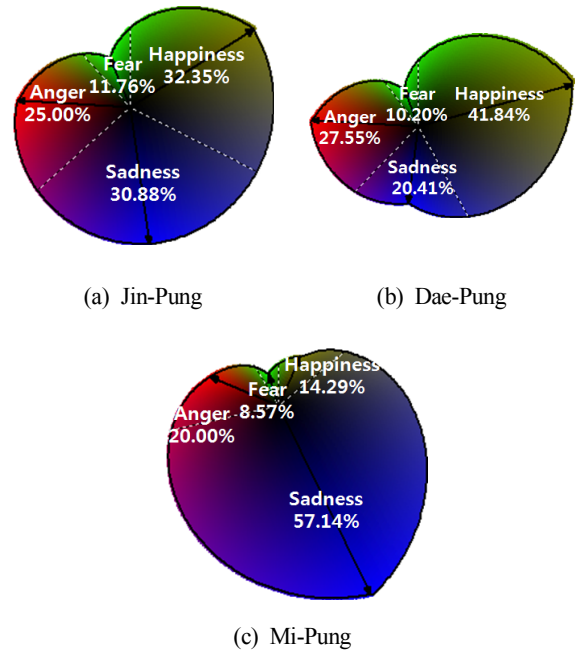 Happiness
32.35%
Fear
11.76%
Anger
25.00%
Sadness
30.88%
(a) Jin-Pung
Fear
10.20%
Happiness
41.84%
Anger
27.55%
Sadness
20.41%
(b) Dae-Pung
Happiness
14.29%
Fear
8.57%
Anger
20.00%
Sadness
57.14%
(c) Mi-Pung